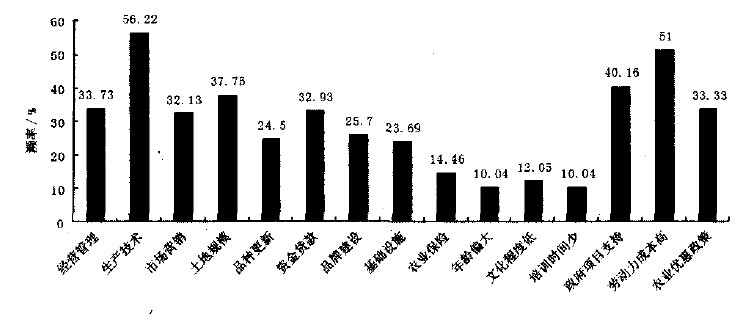 频率/%
60
50
40
30
20
10
0
33.73
56.22
32.13
37.75
24.5
32.93
25.7
23.69
14.46
10.04
12.05
10.04
40.16
51
33.33
经营管理
生产技术
市场营销
土地规模
品种更新
资金贷款
品牌建设
基础设施
农业保险
年龄偏大
文化程度低
培训时间少
政府项目支持
劳动力成本高
农业优惠政策